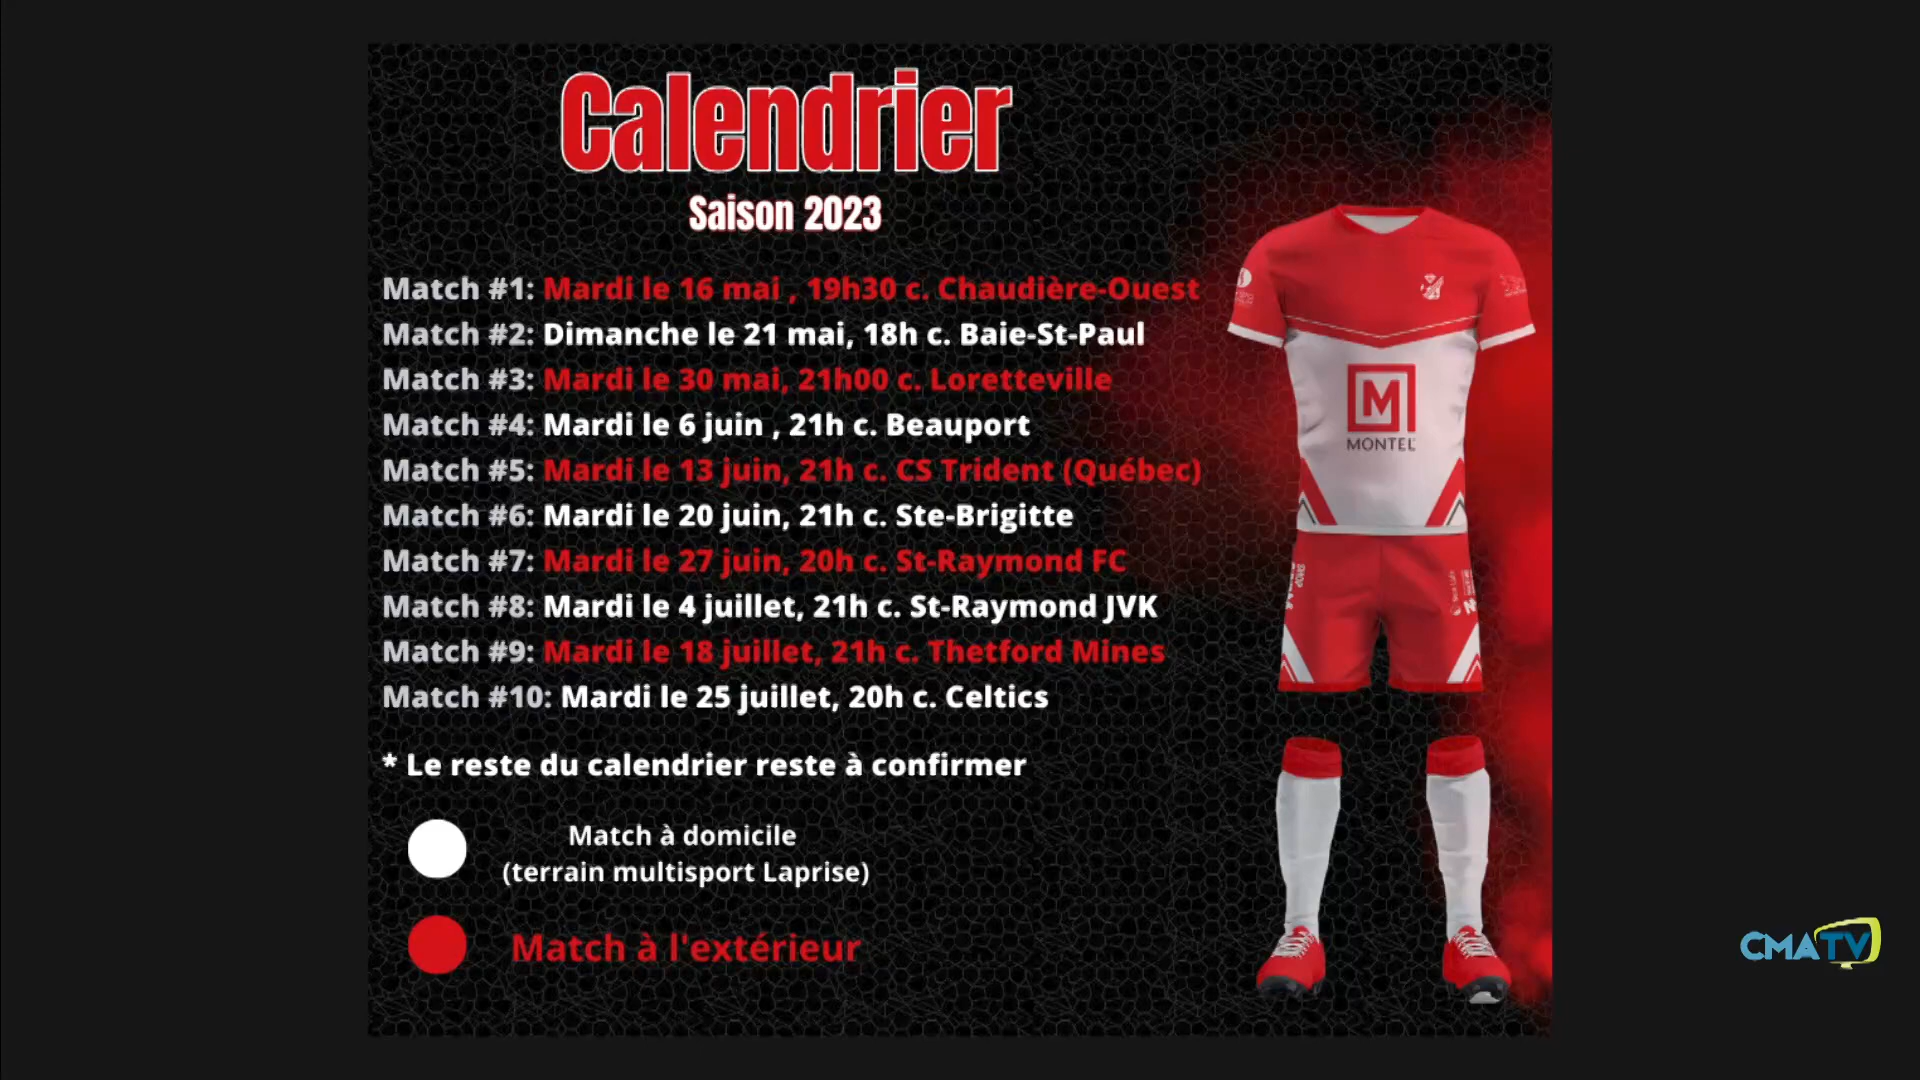 Calendrier
Saison 2023
Match #1: Mardi le 16 mai , 19h30 c. Chaudière-Ouest
Match #2: Dimanche le 21 mai, 18h c. Baie-St-Paul
Match #3: Mardi le 30 mai, 21h00 c. Loretteville
Match #4: Mardi le 6 juin , 21h c. Beauport
Match #5: Mardi le 13 juin, 21h c. CS Trident (Québec)
Match #6: Mardi le 20 juin, 21h c. Ste-Brigitte
Match #7: Mardi le 27 juin, 20h c. St-Raymond FC
Match #8: Mardi le 4 juillet, 21h c. St-Raymond JVK
Match #9: Mardi le 18 juillet, 21h c. Thetford Mines
Match #10: Mardi le 25 juillet, 20h c. Celtics
* Le reste du calendrier reste à confirmer
Match à domicile
(terrain multisport Laprise)
Match à l'extérieur
M
MONTEL
CMATV